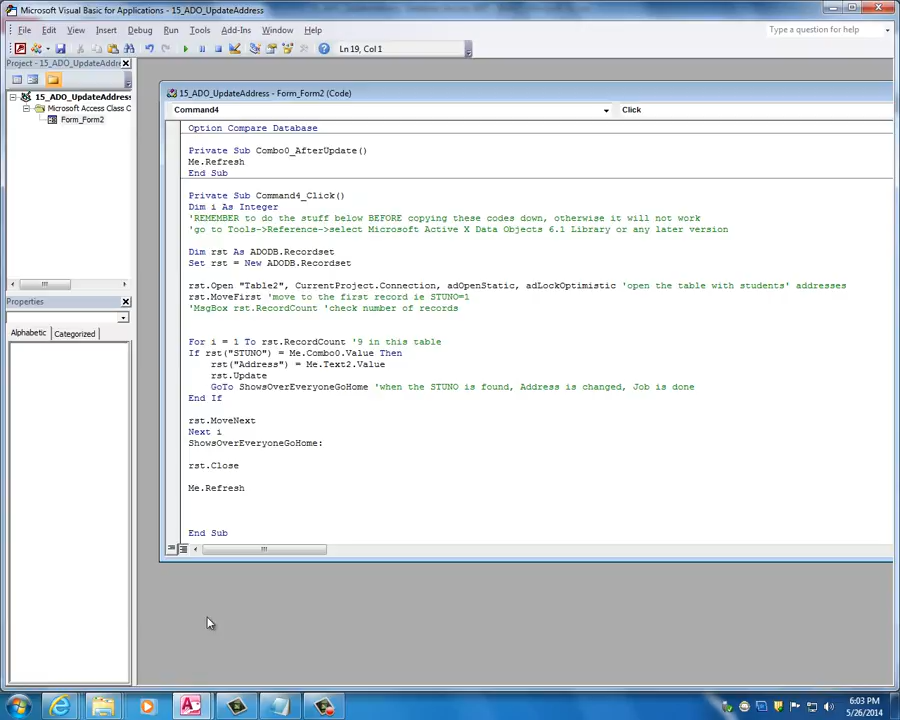 Microsoft Visual Basic for Applications - 15_ADO_UpdateAddress
File Edit View Insert Format Debug Run Tools Add-Ins Window Help
Type a question for help
Ln 19, Col 1
Project - 15_ADO_UpdateAddre
15_ADO_UpdateAddress
Microsoft Access Class C
Form_Form2
Properties
Alphabetic Categorized
15_ADO_UpdateAddress - Form_Form2 (Code)
Command4 Click
Option Compare Database
Private Sub Combo0_AfterUpdate()
Me.Refresh
End Sub
Private Sub Command4_Click()
Dim i As Integer
'REMEMBER to do the stuff below BEFORE copying these codes down, otherwise it will not work
'go to Tools->Reference->select Microsoft Active X Data Objects 6.1 Library or any later version
Dim rst As ADODB.Recordset
Set rst = New ADODB.Recordset
rst.Open "Table2", CurrentProject.Connection, adOpenStatic, adLockOptimistic 'open the table with students' addresses
rst.MoveFirst 'move to the first record ie STUNO=1
'MsgBox rst.RecordCount 'check number of records
For i = 1 To rst.RecordCount '9 in this table
If rst("STUNO") = Me.Combo0.Value Then
rst("Address") = Me.Text2.Value
rst.Update
GoTo ShowsOverEveryoneGoHome 'when the STUNO is found, Address is changed, Job is done
End If
rst.MoveNext
Next i
ShowsOverEveryoneGoHome:
rst.Close
Me.Refresh
End Sub
6:03 PM
5/26/2014